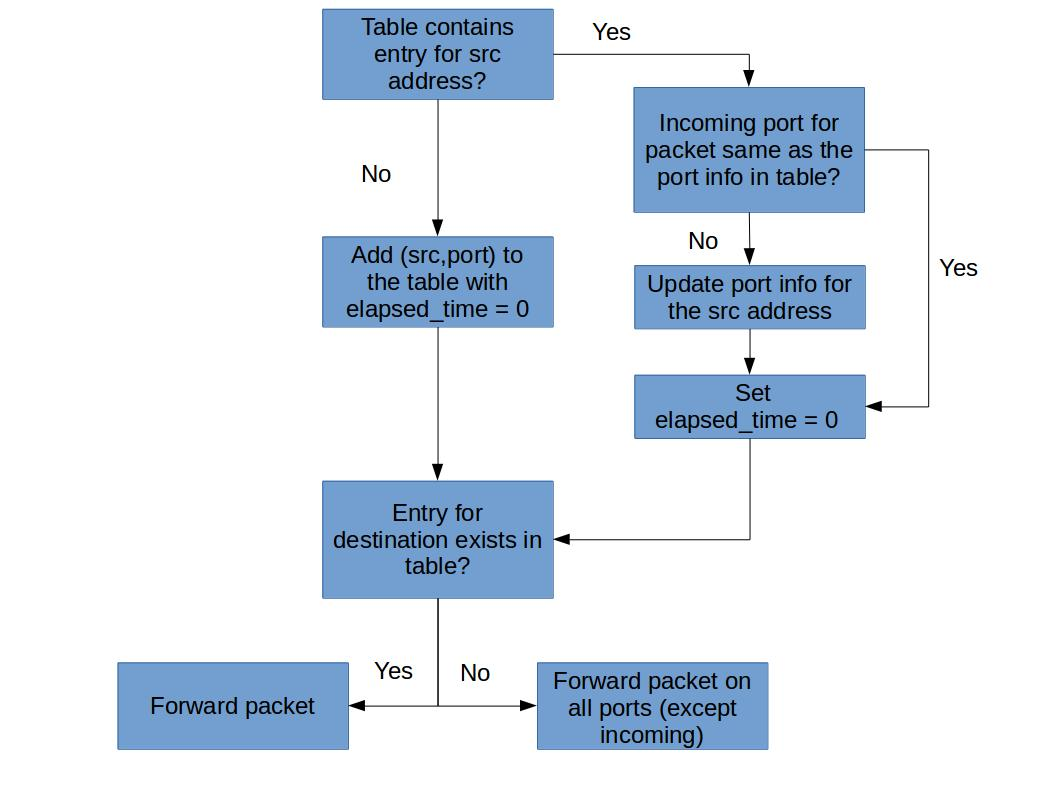 Table contains
entry for src
address?
Yes
Incoming port for
packet same as the
port info in table?
No
No
Yes
Add (src,port) to
the table with
elapsed_time = 0
Update port info for
the src address
Set
elapsed_time = 0
Entry for
destination exists in
table?
Yes
No
Forward packet
Forward packet on
all ports (except
incoming)